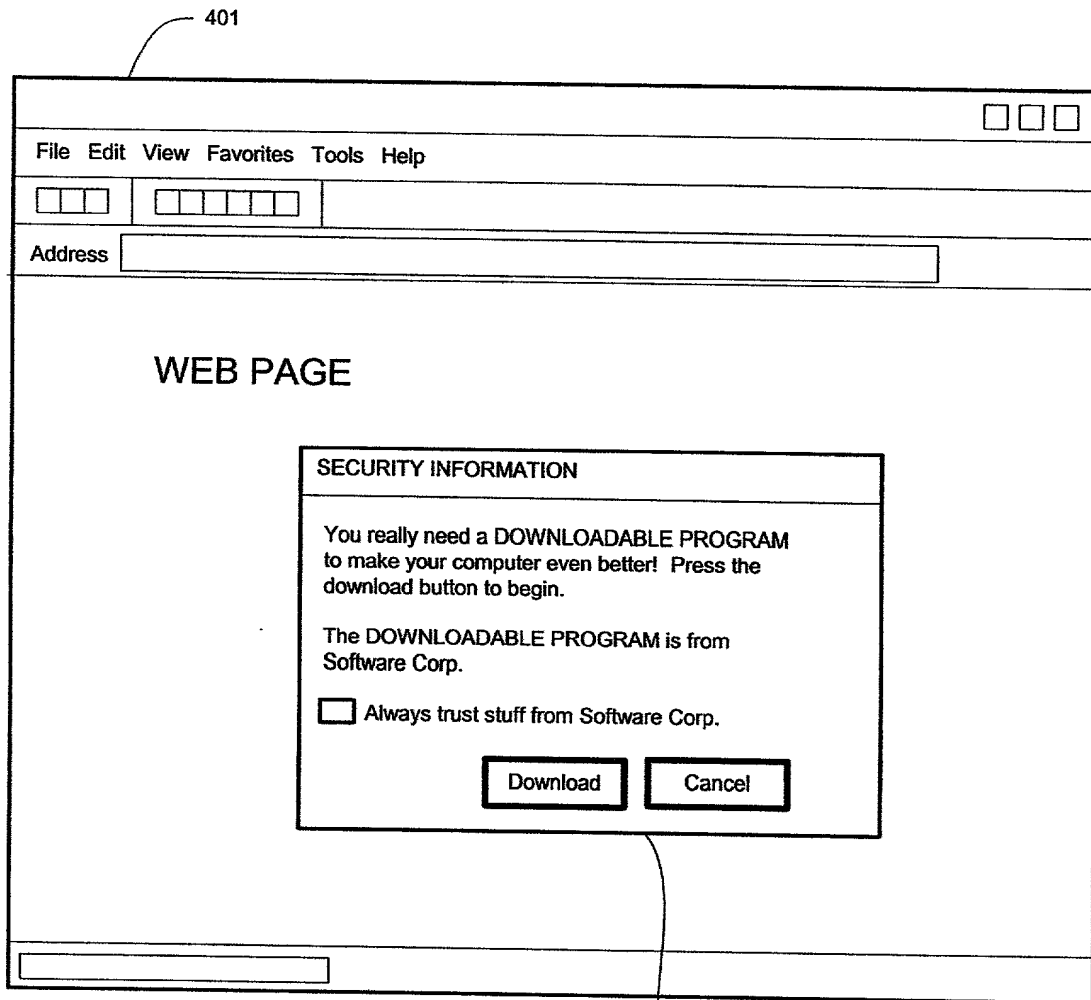 401
File Edit View Favorites Tools Help
Address
WEB PAGE
SECURITY INFORMATION
You really need a DOWNLOADABLE PROGRAM
to make your computer even better! Press the
download button to begin.
The DOWNLOADABLE PROGRAM is from
Software Corp.
Always trust stuff from Software Corp.
Download Cancel